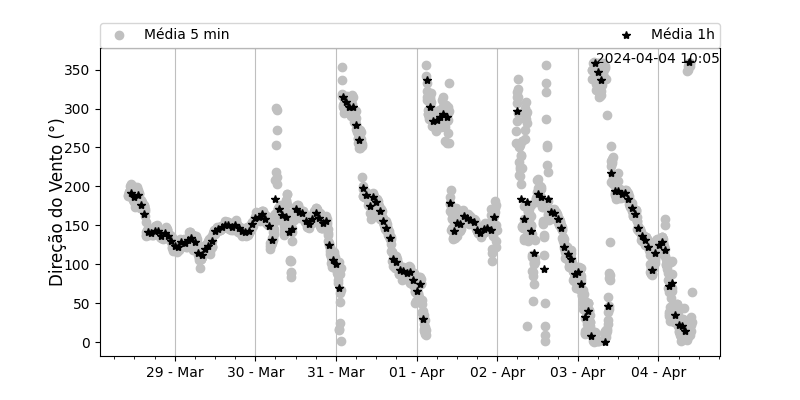 Média 5 min
Média 1h
2024-04-04 10:05
Direção do Vento (°)
350
300
250
200
150
100
50
0
29 - Mar
30 - Mar
31 - Mar
01 - Apr
02 - Apr
03 - Apr
04 - Apr